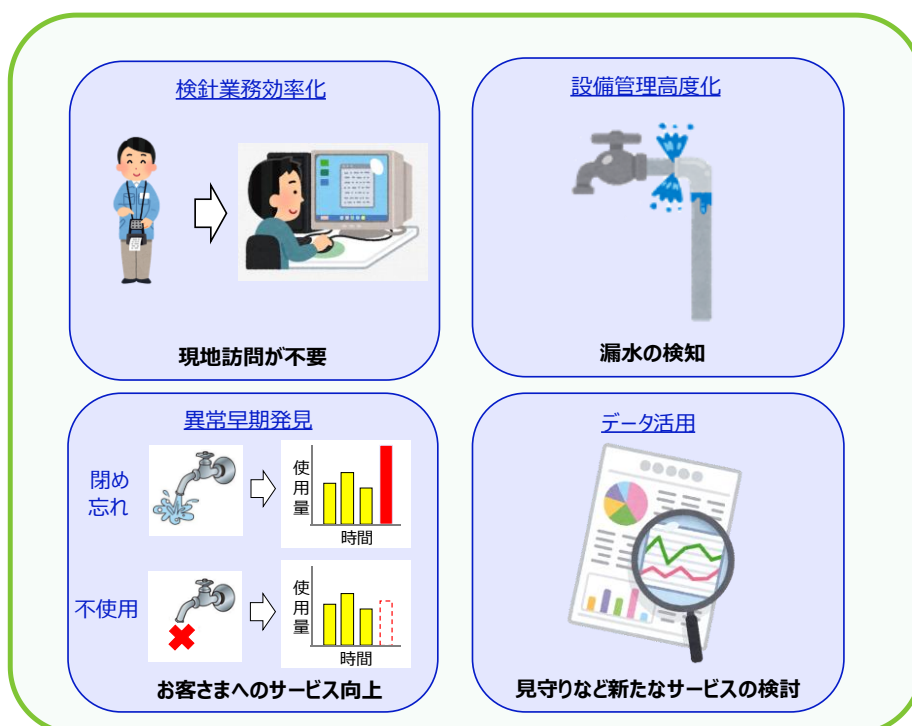 検針業務効率化
現地訪問が不要
設備管理高度化
漏水の検知
異常早期発見
閉め
忘れ
使用量
時間
不使用
使用量
時間
お客さまへのサービス向上
データ活用
見守りなど新たなサービスの検討